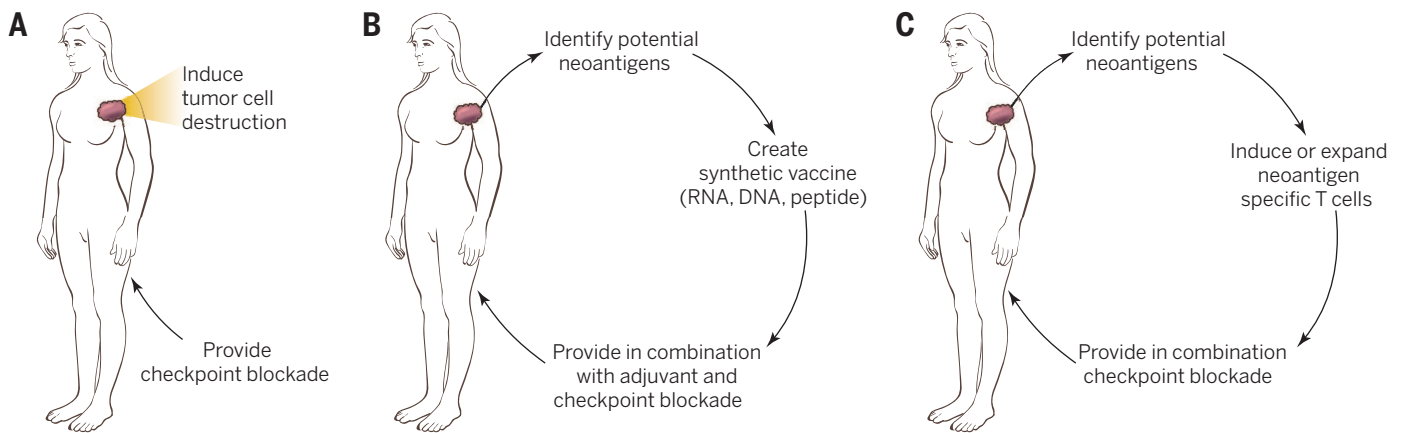 A
Induce
tumor cell
destruction
Provide
checkpoint blockade
B
Identify potential
neoantigens
Create
synthetic vaccine
(RNA, DNA, peptide)
Provide in combination
with adjuvant and
checkpoint blockade
C
Identify potential
neoantigens
Induce or expand
neoantigen
specific T cells
Provide in combination
checkpoint blockade